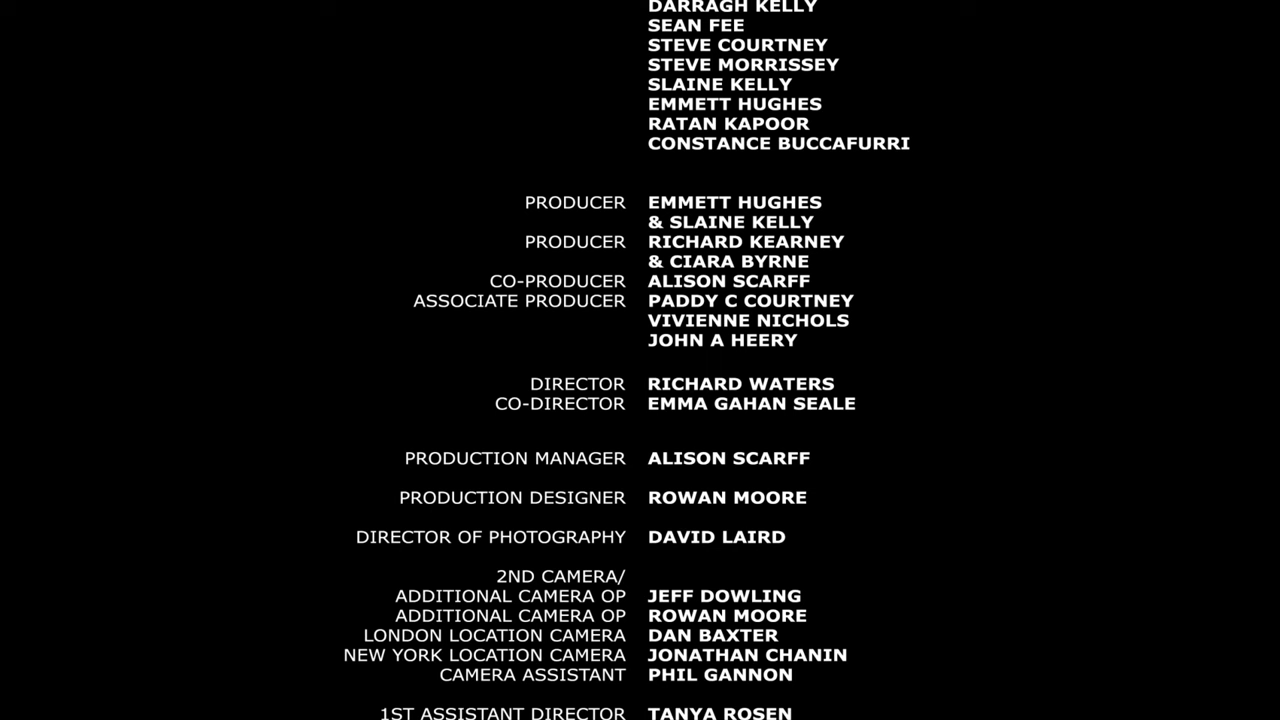 DARRAGH KELLY
SEAN FEE
STEVE COURTNEY
STEVE MORRISSEY
SLAINE KELLY
EMMETT HUGHES
RATAN KAPOOR
CONSTANCE BUCCAFURRI
PRODUCER EMMETT HUGHES
& SLAINE KELLY
PRODUCER RICHARD KEARNEY
& CIARA BYRNE
CO-PRODUCER ALISON SCARFF
ASSOCIATE PRODUCER PADDY C COURTNEY
VIVIENNE NICHOLS
JOHN A HEERY
DIRECTOR RICHARD WATERS
CO-DIRECTOR EMMA GAHAN SEALE
PRODUCTION MANAGER ALISON SCARFF
PRODUCTION DESIGNER ROWAN MOORE
DIRECTOR OF PHOTOGRAPHY DAVID LAIRD
2ND CAMERA/
ADDITIONAL CAMERA OP JEFF DOWLING
ADDITIONAL CAMERA OP ROWAN MOORE
LONDON LOCATION CAMERA DAN BAXTER
NEW YORK LOCATION CAMERA JONATHAN CHANIN
CAMERA ASSISTANT PHIL GANNON
1ST ASSISTANT DIRECTOR TANYA ROSEN